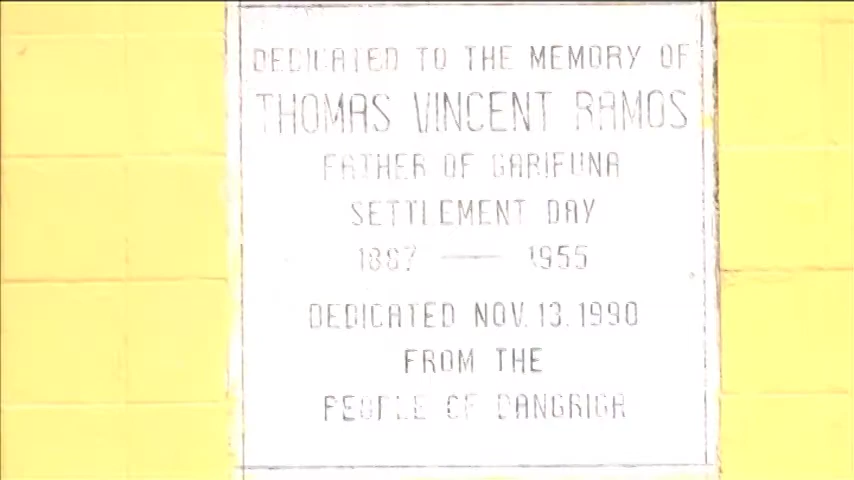 DEDICATED TO THE MEMORY OF
THOMAS VINCENT RAMOS
FATHER OF GARIFUNA
SETTLEMENT DAY
1887 — 1955
DEDICATED NOV. 13. 1990
FROM THE
PEOPLE OF DANGRIGA